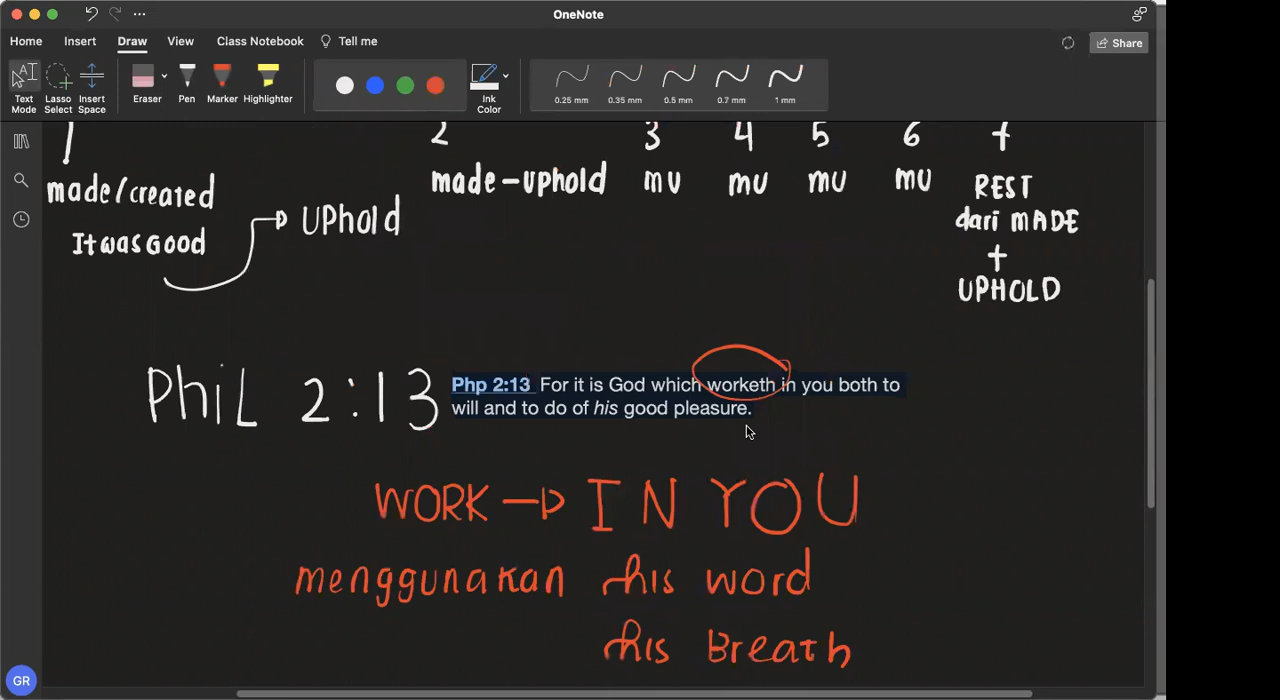 OneNote
Home Insert Draw View Class Notebook Tell me
Share
Text Mode
Lasso Select
Insert Space
Eraser
Pen
Marker
Highlighter
Ink Color
0.25 mm 0.35 mm 0.5 mm 0.7 mm 1 mm
1 2 3 4 5 6
made/created made-uphold mu mu mu mu REST
It was Good UPhold dari MADE
+
UPHOLD
PhiL 2:13
Php 2:13 For it is God which worketh in you both to
will and to do of his good pleasure.
WORK IN YOU
menggunakan his word
his Breath
GR